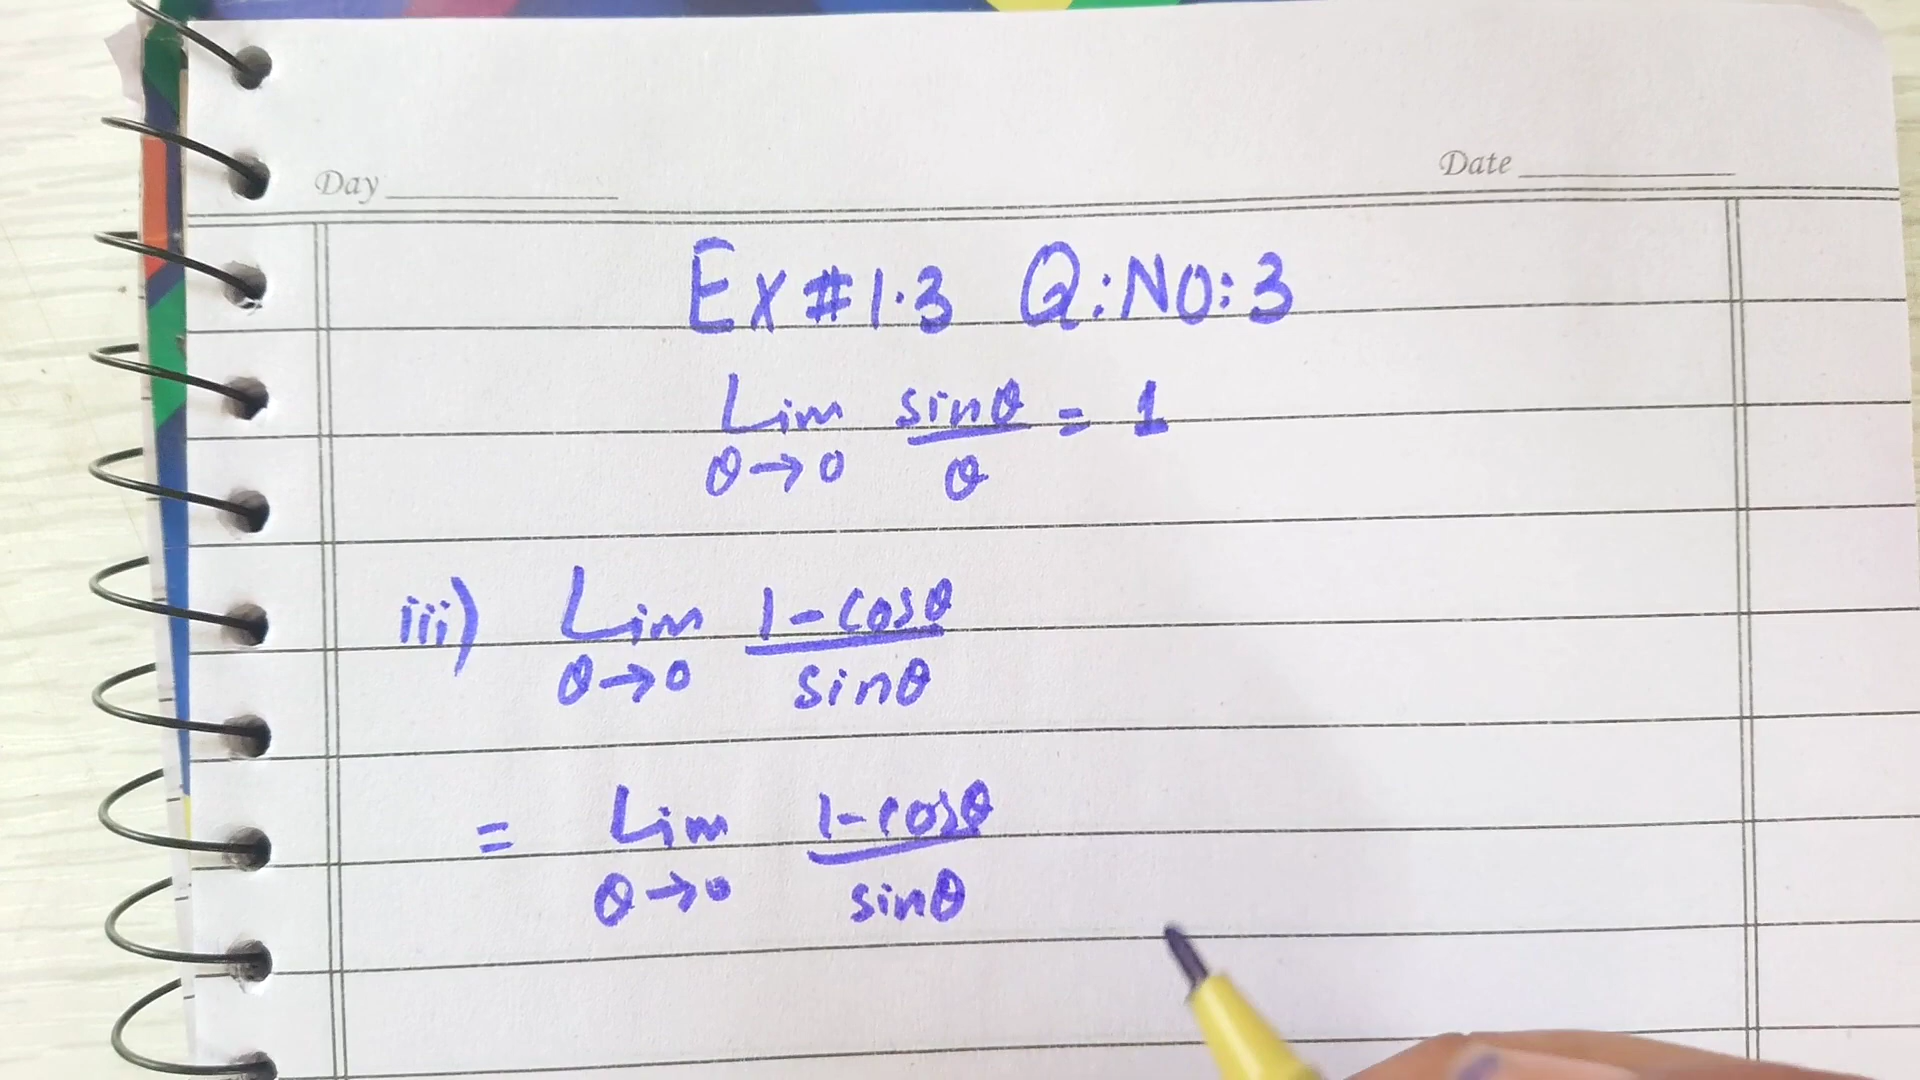 Day Date
Ex #1.3 Q:No:3
Lim sinθ = 1
θ→0 θ
iii) Lim 1-cosθ
θ→0 sinθ
= Lim 1-cosθ
θ→0 sinθ